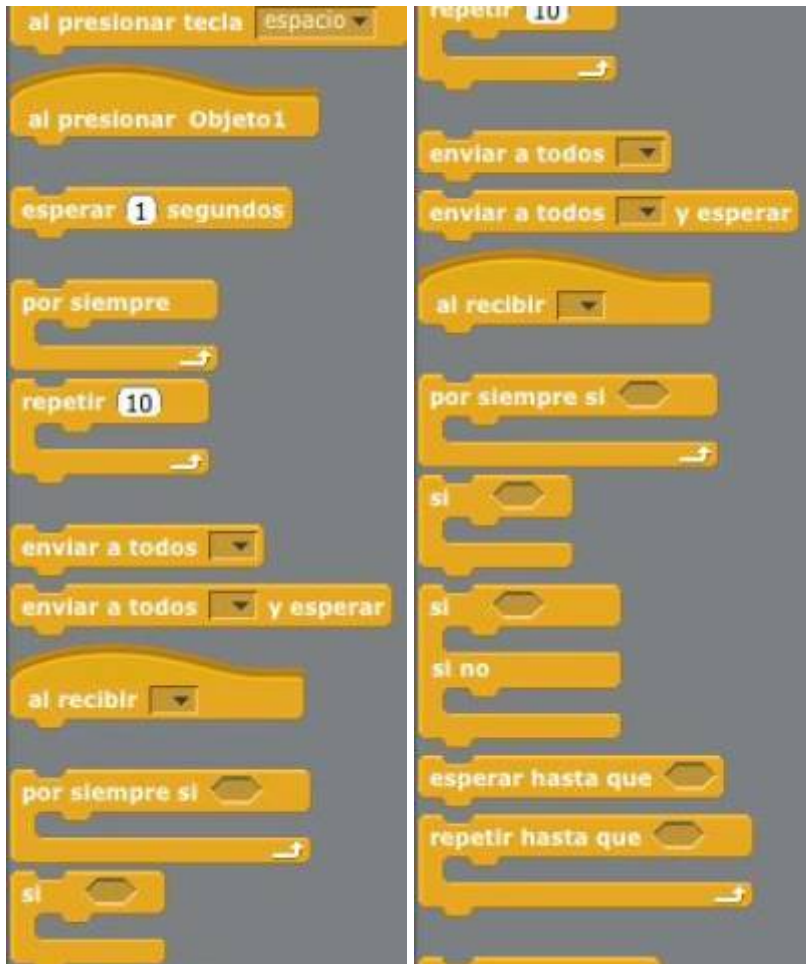 al presionar tecla espacio
al presionar Objeto1
esperar 1 segundos
por siempre
repetir 10
enviar a todos
enviar a todos y esperar
al recibir
por siempre si
si
repetir 10
enviar a todos
enviar a todos y esperar
al recibir
por siempre si
si
si
si no
esperar hasta que
repetir hasta que